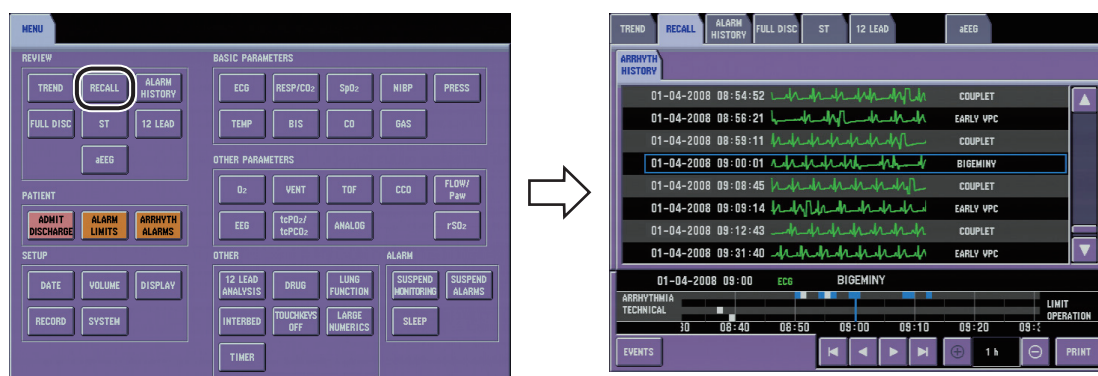 MENU
REVIEW
TREND RECALL ALARM HISTORY
FULL DISC ST 12 LEAD
aEEG
PATIENT
ADMIT DISCHARGE ALARM LIMITS ARRHYTH ALARMS
SETUP
DATE VOLUME DISPLAY
RECORD SYSTEM
BASIC PARAMETERS
ECG RESP/CO2 SpO2 NIBP PRESS
TEMP BIS CO GAS
OTHER PARAMETERS
O2 VENT TOF CCO FLOW/Paw
EEG tcPO2/tcPCO2 ANALOG rSO2
OTHER
12 LEAD ANALYSIS DRUG LUNG FUNCTION
INTERBED TOUCHKEYS OFF LARGE NUMERICS
TIMER
ALARM
SUSPEND MONITORING SUSPEND ALARMS
SLEEP
TREND RECALL ALARM HISTORY FULL DISC ST 12 LEAD aEEG
ARRHYTH
HISTORY
01-04-2008 08:54:52 COUPLET
01-04-2008 08:56:21 EARLY VPC
01-04-2008 08:59:11 COUPLET
01-04-2008 09:00:01 BIGEMINY
01-04-2008 09:08:45 COUPLET
01-04-2008 09:09:14 EARLY VPC
01-04-2008 09:12:43 COUPLET
01-04-2008 09:31:40 EARLY VPC
01-04-2008 09:00 ECG BIGEMINY
ARRHYTHMIA
TECHNICAL
LIMIT
OPERATION
30 08:40 08:50 09:00 09:10 09:20 09:3
EVENTS 1 h PRINT